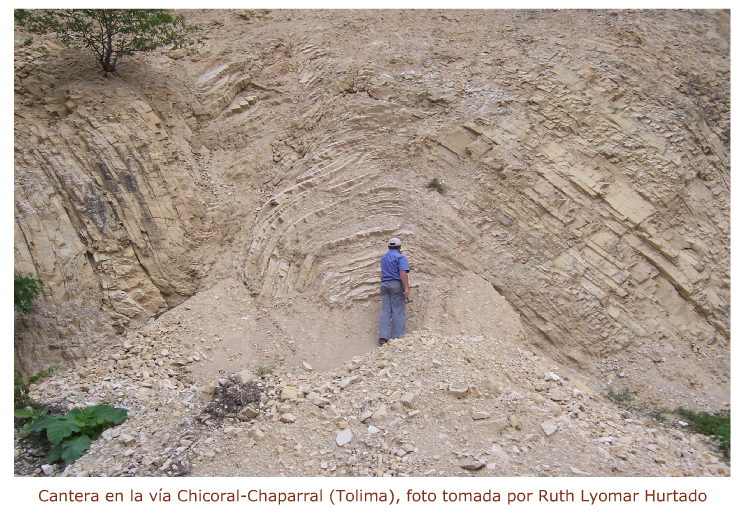 Cantera en la vía Chicoral-Chaparral (Tolima), foto tomada por Ruth Lyomar Hurtado